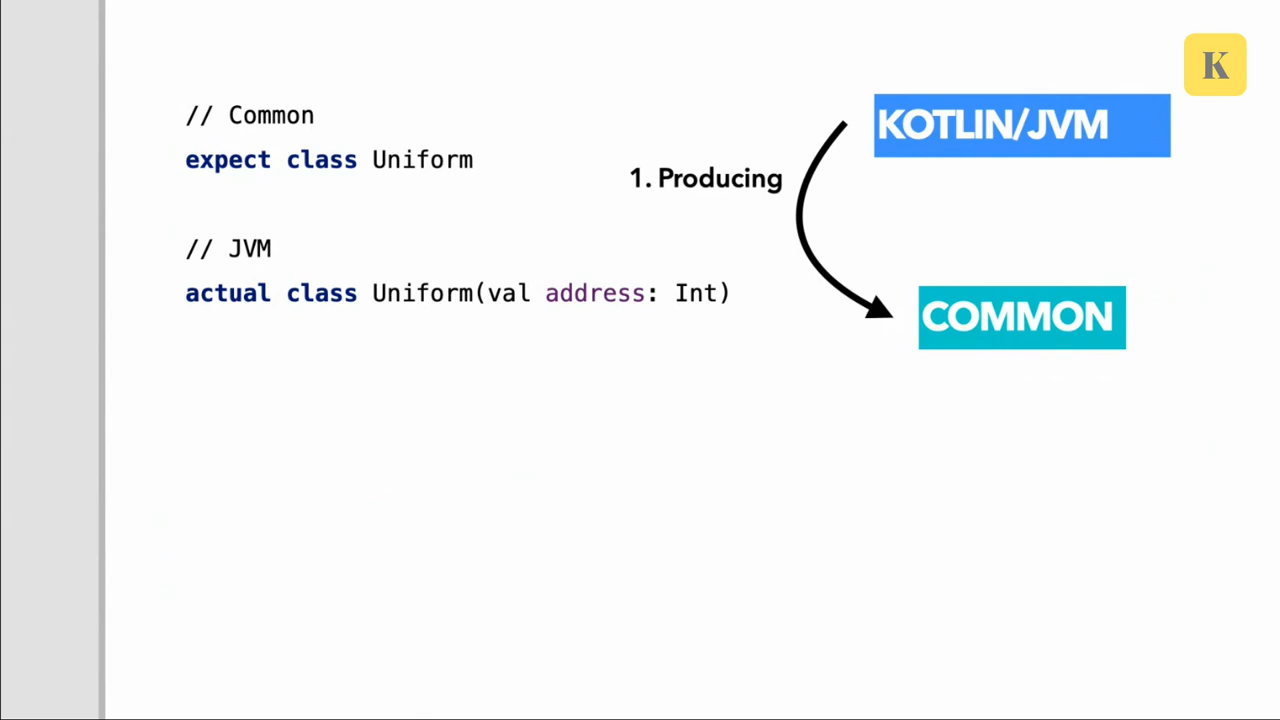 K
// Common
expect class Uniform
// JVM
actual class Uniform(val address: Int)
KOTLIN/JVM
1. Producing
COMMON